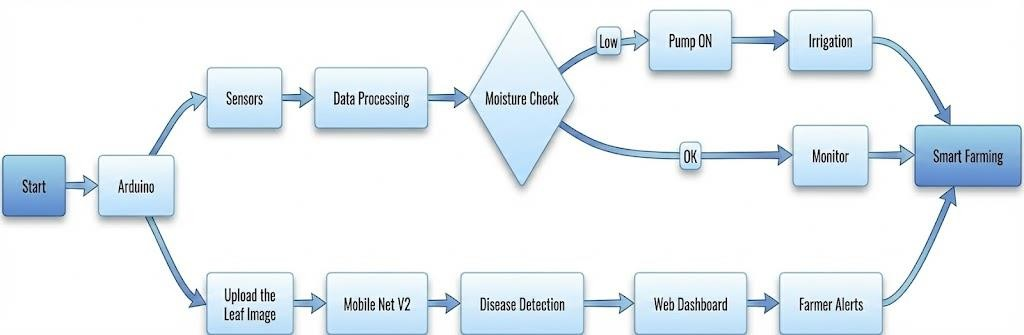 Start
Arduino
Sensors
Data Processing
Moisture Check
Low
Pump ON
Irrigation
OK
Monitor
Smart Farming
Upload the
Leaf Image
Mobile Net V2
Disease Detection
Web Dashboard
Farmer Alerts